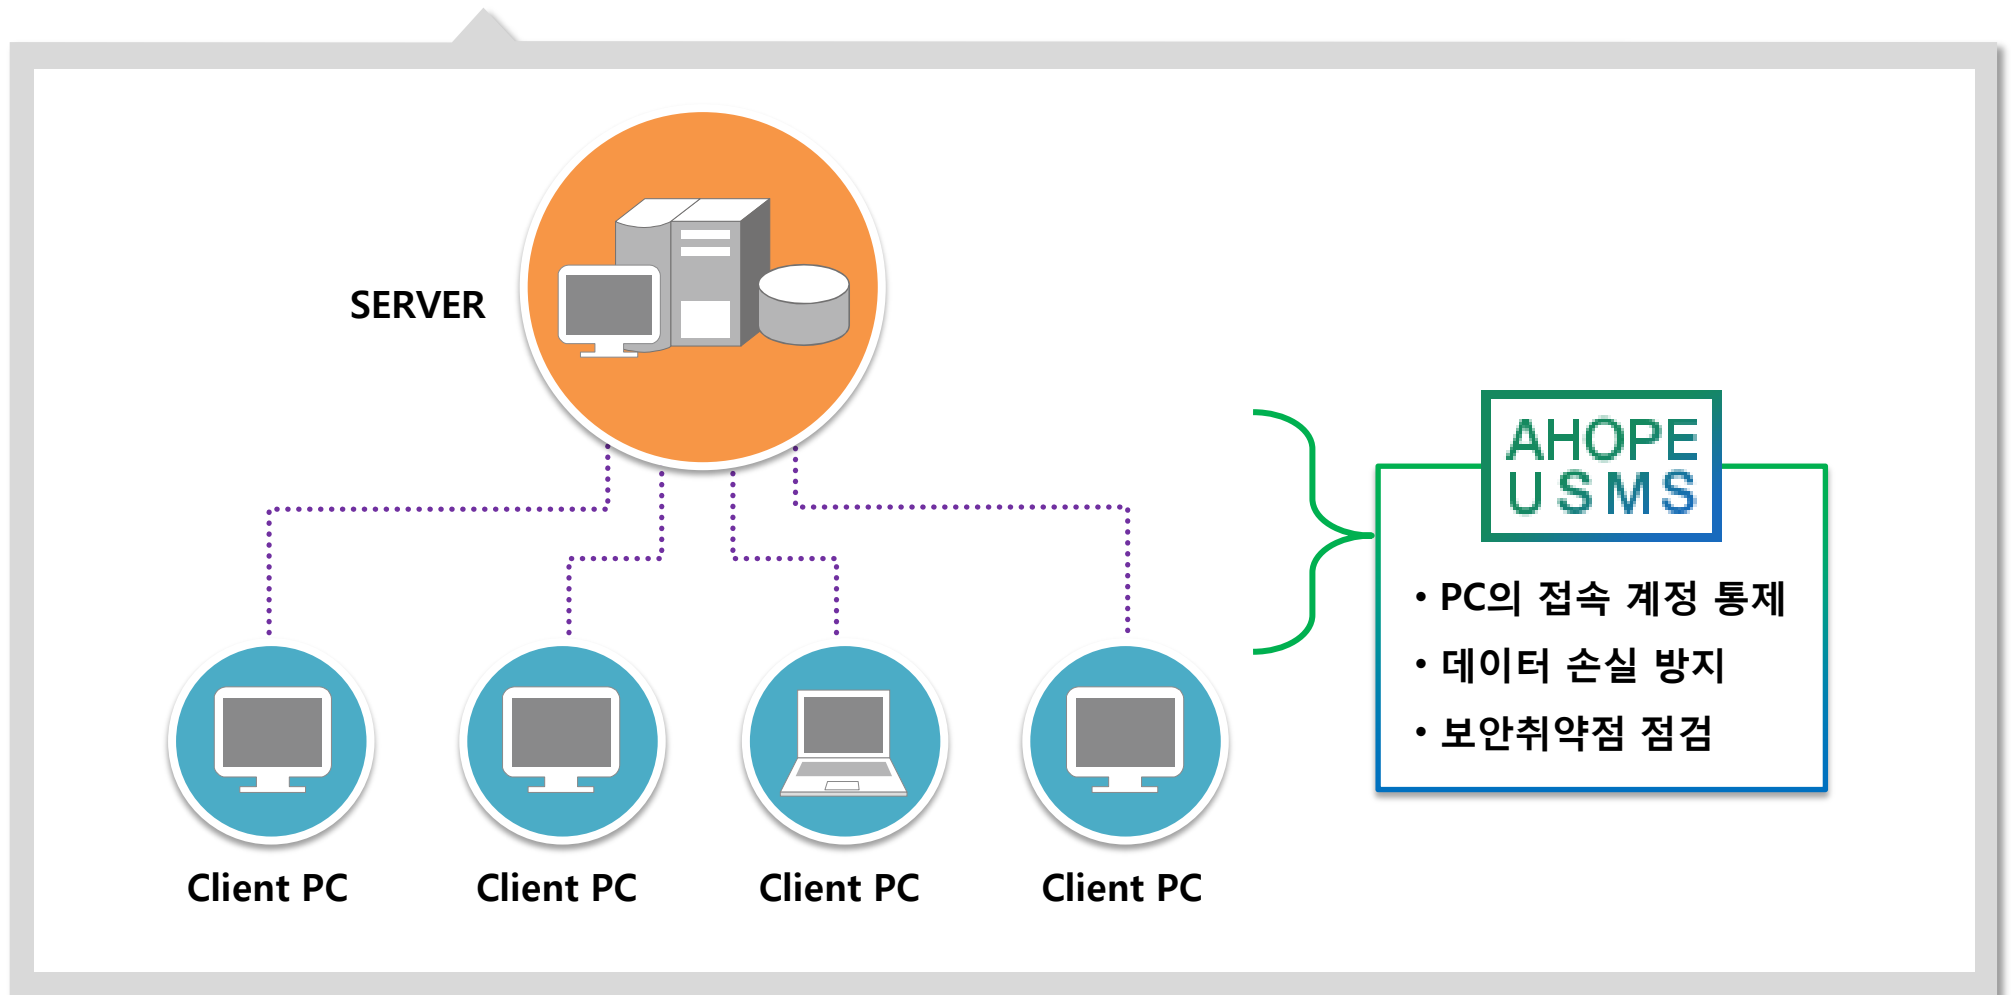 SERVER
AHOPE
USMS
• PC의 접속 계정 통제
• 데이터 손실 방지
• 보안취약점 점검
Client PC
Client PC
Client PC
Client PC